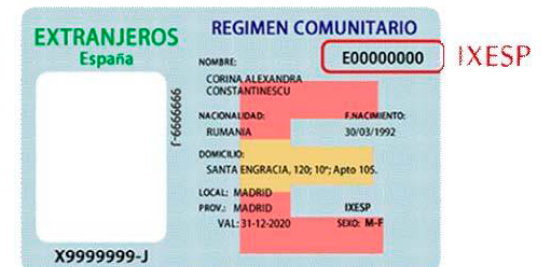 EXTRANJEROS
España
REGIMEN COMUNITARIO
NOMBRE:
E00000000
IXESP
CORINA ALEXANDRA
CONSTANTINESCU
J-9999999
NACIONALIDAD: F.NACIMIENTO:
RUMANIA 30/03/1992
DOMICILIO:
SANTA ENGRACIA, 120; 10º; Apto 105.
LOCAL: MADRID
PROV.: MADRID IXESP
VAL: 31-12-2020 SEXO: M-F
X9999999-J